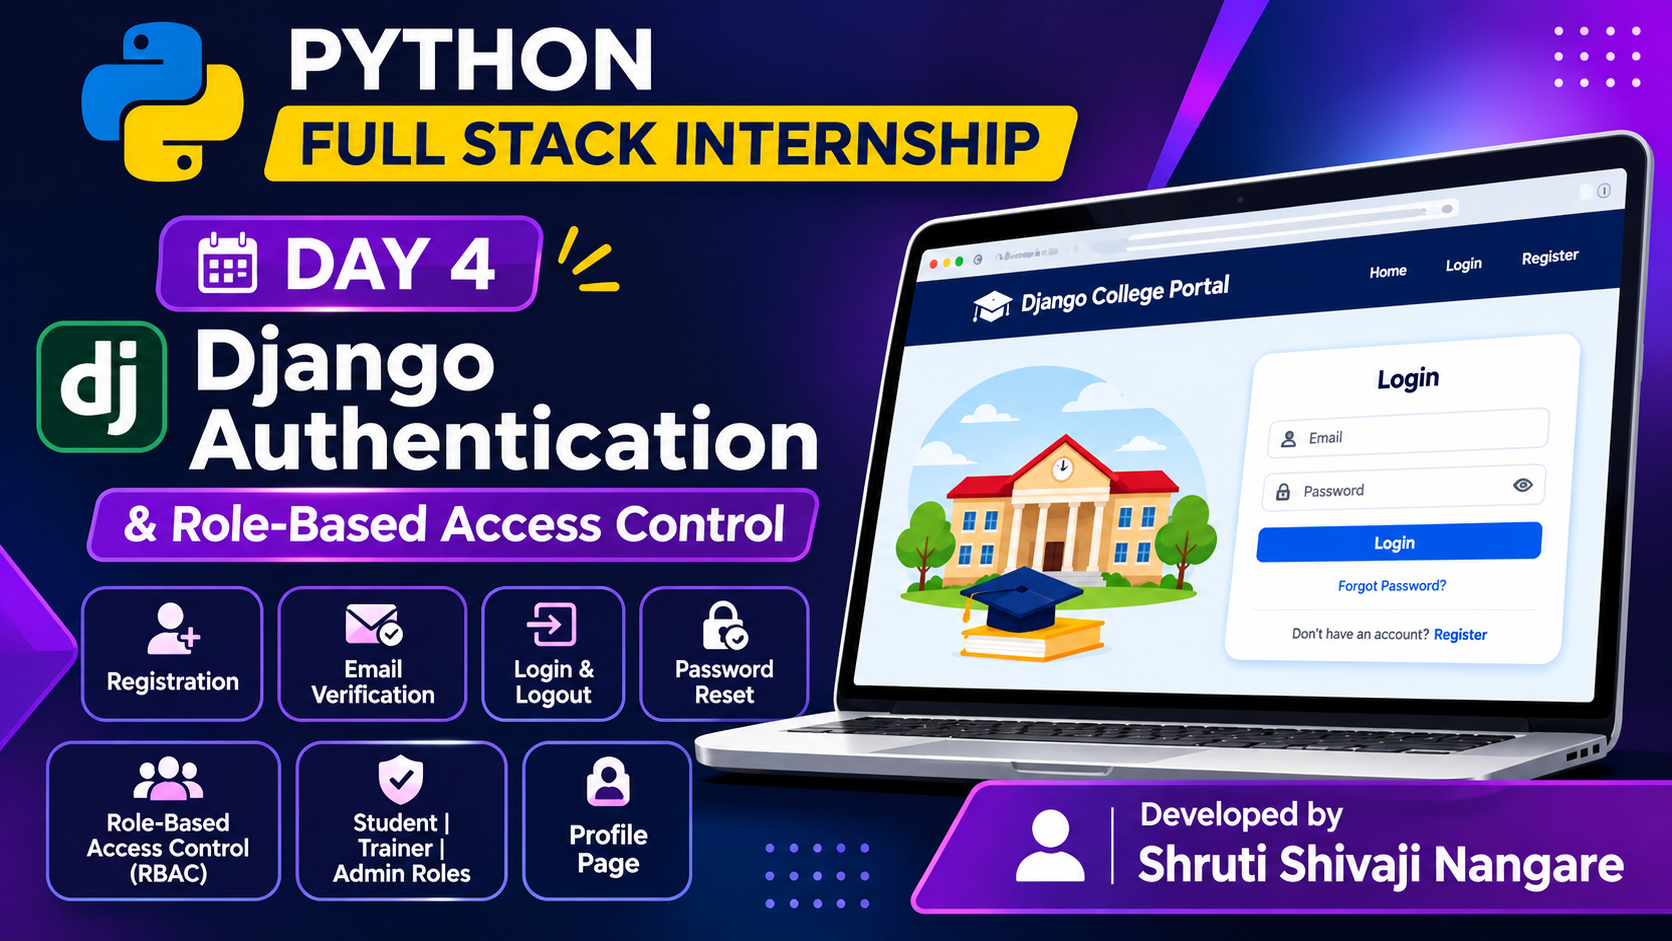 PYTHON
FULL STACK INTERNSHIP
DAY 4
dj
Django
Authentication
& Role-Based Access Control
Registration
Email
Verification
Login &
Logout
Password
Reset
Role-Based
Access Control
(RBAC)
Student |
Trainer |
Admin Roles
Profile
Page
Django College Portal
Home
Login
Register
Login
Email
Password
Login
Forgot Password?
Don't have an account? Register
Developed by
Shruti Shivaji Nangare